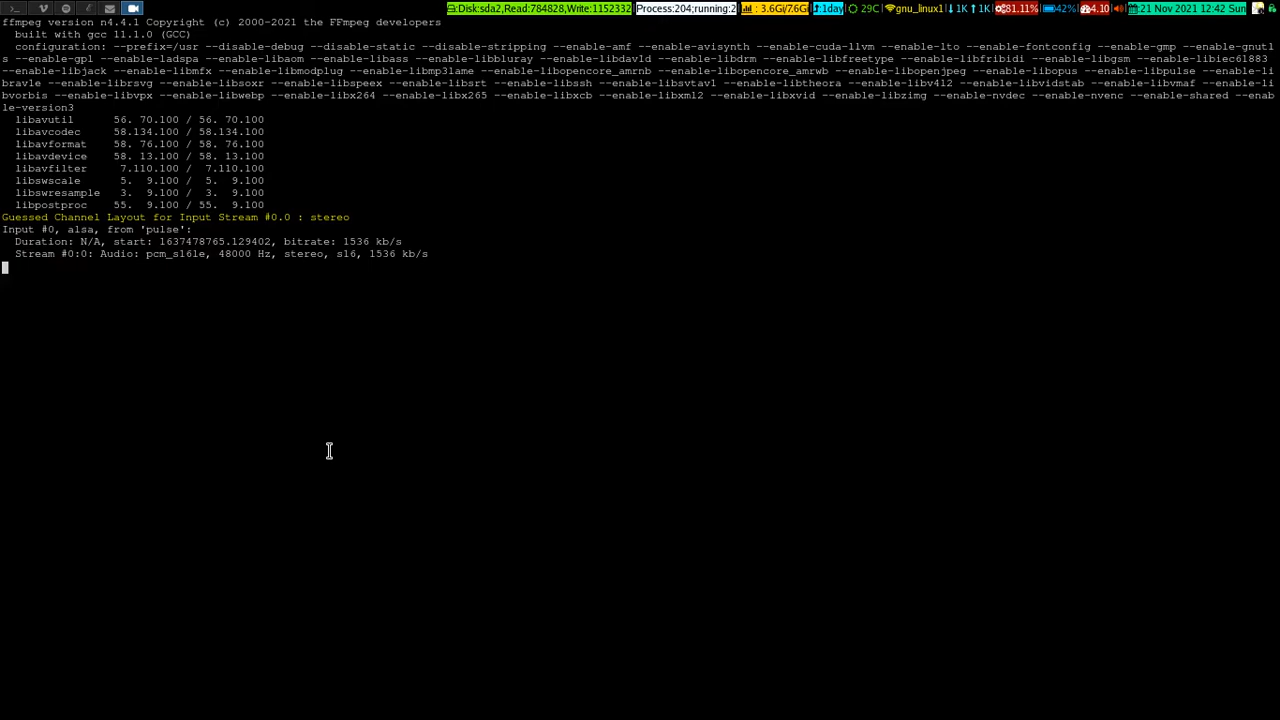 Disk:sda2,Read:784828,Write:1152332 Process:204;running:2 : 3.6Gi/7.6Gi :1day 29C gnu_linux1 1K 1K 81.11% 42% 4.10 21 Nov 2021 12.42 Sun
ffmpeg version n4.4.1 Copyright (c) 2000-2021 the FFmpeg developers
built with gcc 11.1.0 (GCC)
configuration: --prefix=/usr --disable-debug --disable-static --disable-stripping --enable-amf --enable-avisynth --enable-cuda-llvm --enable-lto --enable-fontconfig --enable-gmp --enable-gnutl
s --enable-gpl --enable-ladspa --enable-libaom --enable-libass --enable-libbluray --enable-libdav1d --enable-libdrm --enable-libfreetype --enable-libfribidi --enable-libgsm --enable-libiec61883
--enable-libjack --enable-libmfx --enable-libmodplug --enable-libmp3lame --enable-libopencore_amrnb --enable-libopencore_amrwb --enable-libopenjpeg --enable-libopus --enable-libpulse --enable-li
bravle --enable-librsvg --enable-libsoxr --enable-libspeex --enable-libsrt --enable-libssh --enable-libsvtav1 --enable-libtheora --enable-libv4l2 --enable-libvidstab --enable-libvmaf --enable-li
bvorbis --enable-libvpx --enable-libwebp --enable-libx264 --enable-libx265 --enable-libxcb --enable-libxml2 --enable-libxvid --enable-libzimg --enable-nvdec --enable-nvenc --enable-shared --enab
le-version3
libavutil 56. 70.100 / 56. 70.100
libavcodec 58.134.100 / 58.134.100
libavformat 58. 76.100 / 58. 76.100
libavdevice 58. 13.100 / 58. 13.100
libavfilter 7.110.100 / 7.110.100
libswscale 5. 9.100 / 5. 9.100
libswresample 3. 9.100 / 3. 9.100
libpostproc 55. 9.100 / 55. 9.100
Guessed Channel Layout for Input Stream #0.0 : stereo
Input #0, alsa, from 'pulse':
Duration: N/A, start: 1637478765.129402, bitrate: 1536 kb/s
Stream #0:0: Audio: pcm_s16le, 48000 Hz, stereo, s16, 1536 kb/s